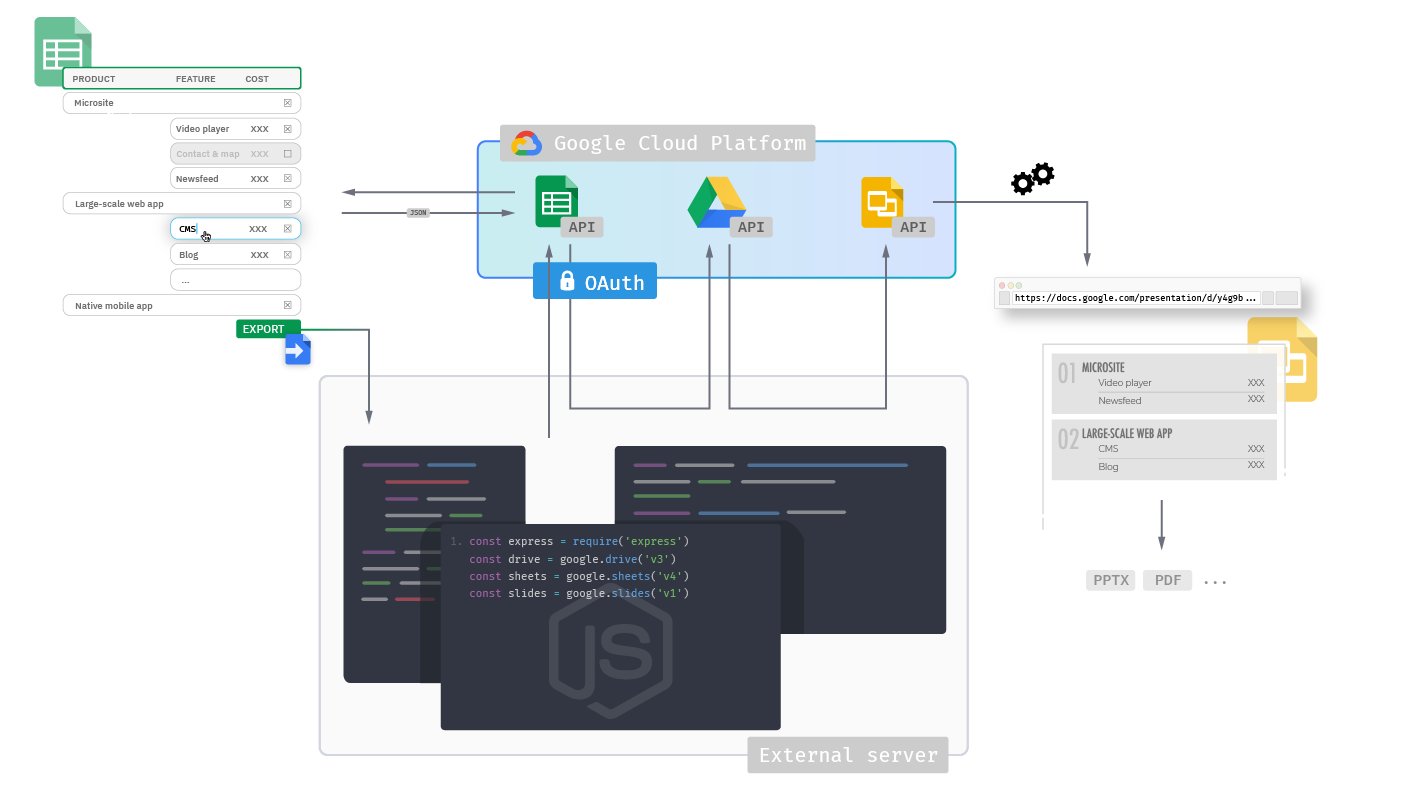 PRODUCT FEATURE COST
Microsite
Video player XXX
Contact & map XXX
Newsfeed XXX
Large-scale web app
CMS XXX
Blog XXX
...
Native mobile app
EXPORT
JSON
Google Cloud Platform
API API API
OAuth
https://docs.google.com/presentation/d/y4g9b...
01 MICROSITE
Video player XXX
Newsfeed XXX
02 LARGE-SCALE WEB APP
CMS XXX
Blog XXX
PPTX PDF ...
1. const express = require('express')
const drive = google.drive('v3')
const sheets = google.sheets('v4')
const slides = google.slides('v1')
JS
External server